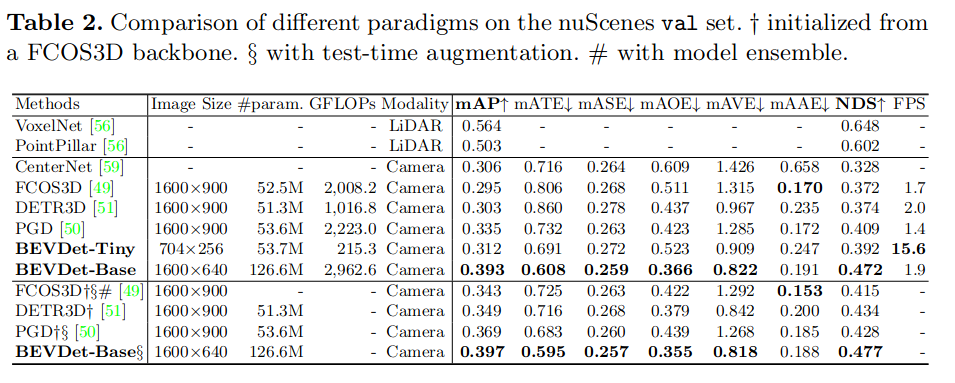 Table 2. Comparison of different paradigms on the nuScenes val set. † initialized from
a FCOS3D backbone. § with test-time augmentation. # with model ensemble.
Methods Image Size #param. GFLOPs Modality mAP↑ mATE↓ mASE↓ mAOE↓ mAVE↓ mAAE↓ NDS↑ FPS
VoxelNet [56] - - - LiDAR 0.564 - - - - - 0.648 -
PointPillar [56] - - - LiDAR 0.503 - - - - - 0.602 -
CenterNet [59] - - - Camera 0.306 0.716 0.264 0.609 1.426 0.658 0.328 -
FCOS3D [49] 1600×900 52.5M 2,008.2 Camera 0.295 0.806 0.268 0.511 1.315 0.170 0.372 1.7
DETR3D [51] 1600×900 51.3M 1,016.8 Camera 0.303 0.860 0.278 0.437 0.967 0.235 0.374 2.0
PGD [50] 1600×900 53.6M 2,223.0 Camera 0.335 0.732 0.263 0.423 1.285 0.172 0.409 1.4
BEVDet-Tiny 704×256 53.7M 215.3 Camera 0.312 0.691 0.272 0.523 0.909 0.247 0.392 15.6
BEVDet-Base 1600×640 126.6M 2,962.6 Camera 0.393 0.608 0.259 0.366 0.822 0.191 0.472 1.9
FCOS3D†§# [49] 1600×900 - - Camera 0.343 0.725 0.263 0.422 1.292 0.153 0.415 -
DETR3D† [51] 1600×900 51.3M - Camera 0.349 0.716 0.268 0.379 0.842 0.200 0.434 -
PGD†§ [50] 1600×900 53.6M - Camera 0.369 0.683 0.260 0.439 1.268 0.185 0.428 -
BEVDet-Base§ 1600×640 126.6M - Camera 0.397 0.595 0.257 0.355 0.818 0.188 0.477 -